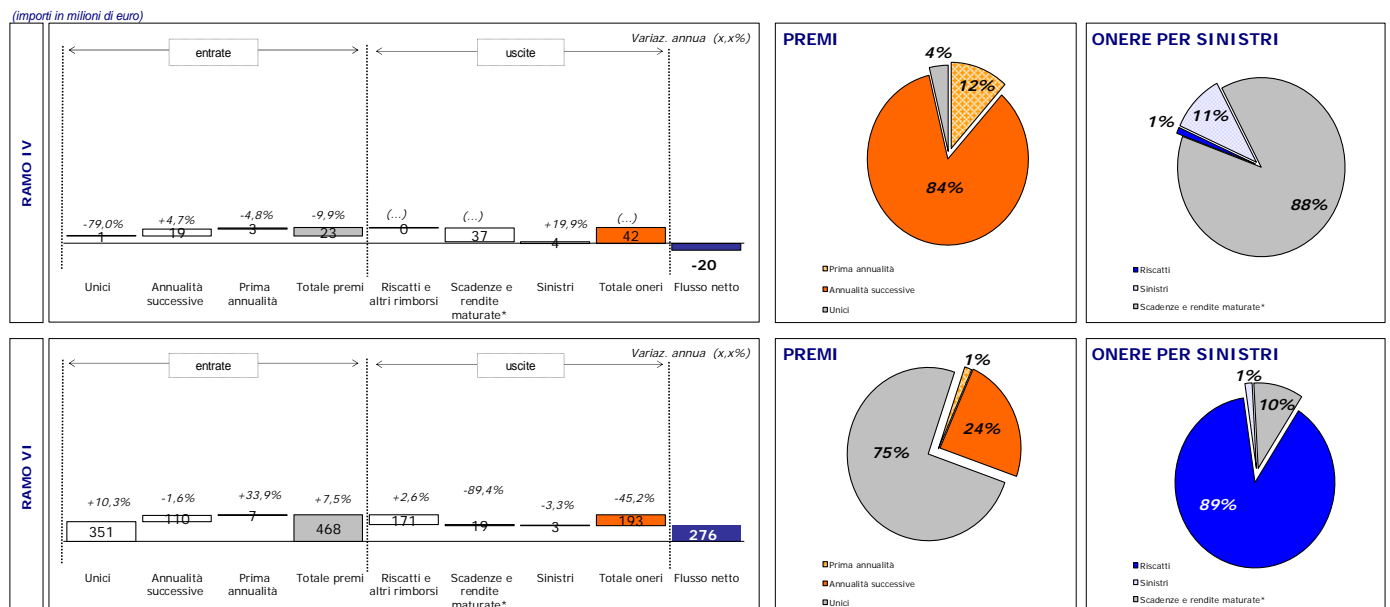 (importi in milioni di euro)
RAMO IV
Variaz. annua (x,x%)
entrate
uscite
-79,0%
+4,7%
-4,8%
-9,9%
(...)
(...)
+19,9%
(...)
1
19
3
23
0
37
4
42
-20
Unici
Annualità successive
Prima annualità
Totale premi
Riscatti e altri rimborsi
Scadenze e rendite maturate*
Sinistri
Totale oneri
Flusso netto
PREMI
4%
12%
84%
Prima annualità
Annualità successive
Unici
ONERE PER SINISTRI
1%
11%
88%
Riscatti
Sinistri
Scadenze e rendite maturate*
RAMO VI
Variaz. annua (x,x%)
entrate
uscite
+10,3%
-1,6%
+33,9%
+7,5%
+2,6%
-89,4%
-3,3%
-45,2%
351
110
7
468
171
19
3
193
276
Unici
Annualità successive
Prima annualità
Totale premi
Riscatti e altri rimborsi
Scadenze e rendite maturate*
Sinistri
Totale oneri
Flusso netto
PREMI
1%
24%
75%
Prima annualità
Annualità successive
Unici
ONERE PER SINISTRI
1%
10%
89%
Riscatti
Sinistri
Scadenze e rendite maturate*